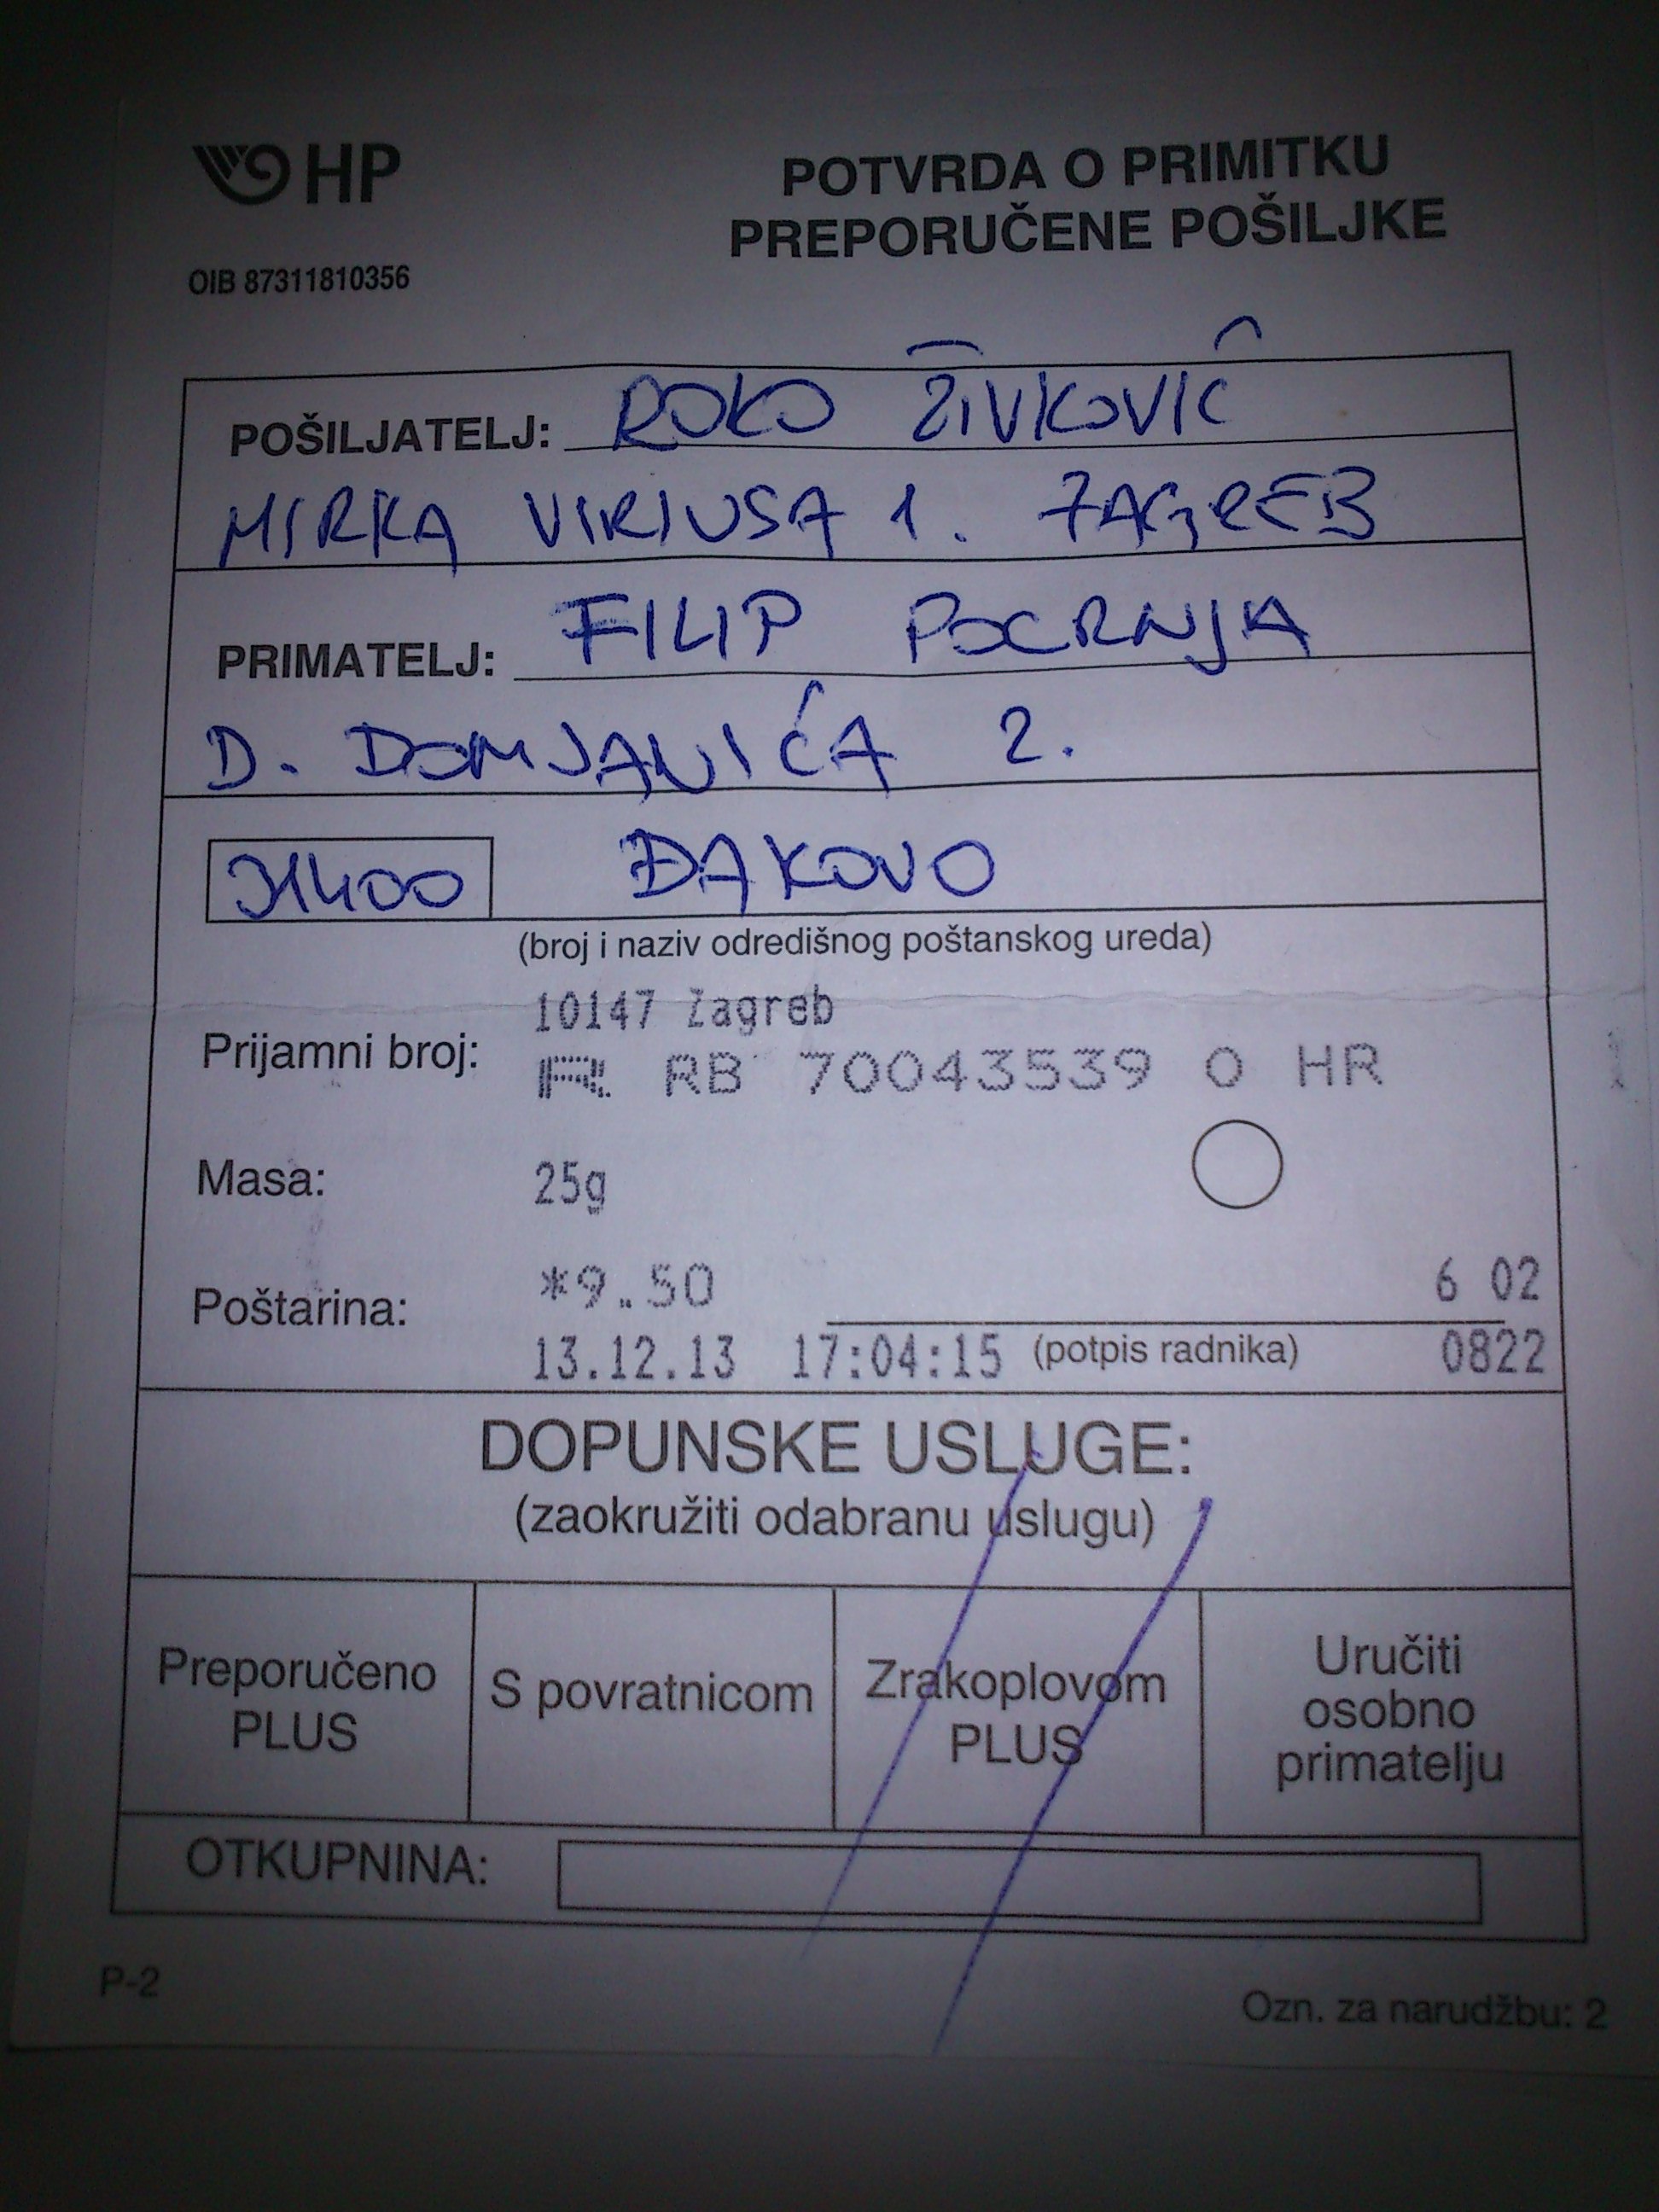 HP
POTVRDA O PRIMITKU
PREPORUČENE POŠILJKE
OIB 87311810356
POŠILJATELJ: ROKO ŽIVKOVIĆ
MIRKA VIRIUSA 1. ZAGREB
PRIMATELJ: FILIP POCRNJA
D. DOMJANIĆA 2.
31400 ĐAKOVO
(broj i naziv odredišnog poštanskog ureda)
10147 Zagreb
Prijamni broj: R RB 70043539 0 HR
Masa: 25g
Poštarina: *9.50 6 02
13.12.13 17:04:15 (potpis radnika) 0822
DOPUNSKE USLUGE:
(zaokružiti odabranu uslugu)
Preporučeno PLUS
S povratnicom
Zrakoplovom PLUS
Uručiti osobno primatelju
OTKUPNINA:
P-2
Ozn. za narudžbu: 2